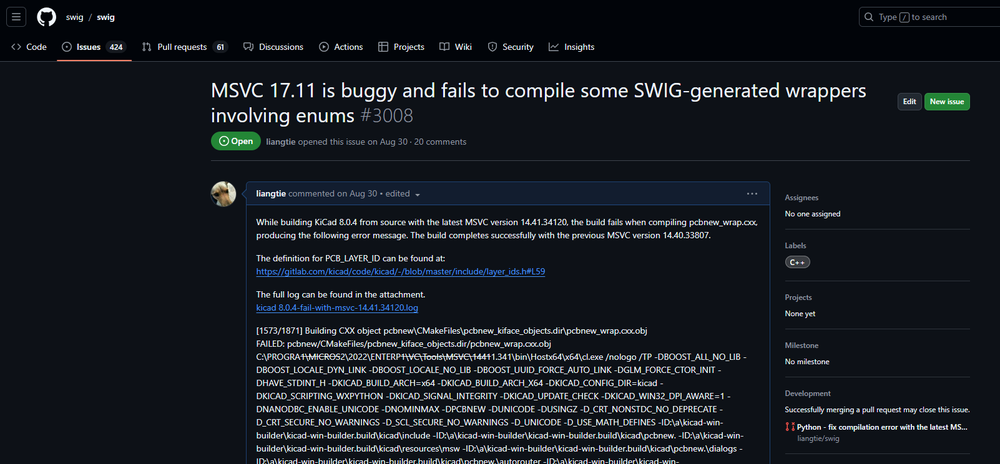 swig / swig
Type / to search
Code Issues 424 Pull requests 61 Discussions Actions Projects Wiki Security Insights
MSVC 17.11 is buggy and fails to compile some SWIG-generated wrappers
involving enums #3008
Edit New issue
Open liangtie opened this issue on Aug 30 · 20 comments
liangtie commented on Aug 30 • edited
While building KiCad 8.0.4 from source with the latest MSVC version 14.41.34120, the build fails when compiling pcbnew_wrap.cxx,
producing the following error message. The build completes successfully with the previous MSVC version 14.40.33807.
The definition for PCB_LAYER_ID can be found at:
https://gitlab.com/kicad/code/kicad/-/blob/master/include/layer_ids.h#L59
The full log can be found in the attachment.
kicad 8.0.4-fail-with-msvc-14.41.34120.log
[1573/1871] Building CXX object pcbnew\CMakeFiles\pcbnew_kiface_objects.dir\pcbnew_wrap.cxx.obj
FAILED: pcbnew/CMakeFiles/pcbnew_kiface_objects.dir/pcbnew_wrap.cxx.obj
C:\PROGRA1\MICROS2\2022\ENTERP1\VC\Tools\MSVC\14411.341\bin\Hostx64\x64\cl.exe /nologo /TP -DBOOST_ALL_NO_LIB -
DBOOST_LOCALE_DYN_LINK -DBOOST_LOCALE_NO_LIB -DBOOST_UUID_FORCE_AUTO_LINK -DGLM_FORCE_CTOR_INIT -
DHAVE_STDINT_H -DKICAD_BUILD_ARCH=x64 -DKICAD_BUILD_ARCH_X64 -DKICAD_CONFIG_DIR=kicad -
DKICAD_SCRIPTING_WXPYTHON -DKICAD_SIGNAL_INTEGRITY -DKICAD_UPDATE_CHECK -DKICAD_WIN32_DPI_AWARE=1 -
DNANODBC_ENABLE_UNICODE -DNOMINMAX -DPCBNEW -DUNICODE -DUSINGZ -D_CRT_NONSTDC_NO_DEPRECATE -
D_CRT_SECURE_NO_WARNINGS -D_SCL_SECURE_NO_WARNINGS -D_UNICODE -D_USE_MATH_DEFINES -ID:\a\kicad-win-
builder\kicad-win-builder.build\kicad\include -ID:\a\kicad-win-builder\kicad-win-builder.build\kicad\pcbnew. -ID:\a\kicad-win-
builder\kicad-win-builder.build\kicad\resources\msw -ID:\a\kicad-win-builder\kicad-win-builder.build\kicad\pcbnew.\dialogs -
ID:\a\kicad-win-builder\kicad-win-builder.build\kicad\pcbnew.\autorouter -ID:\a\kicad-win-builder\kicad-win-
Assignees
No one assigned
Labels
C++
Projects
None yet
Milestone
No milestone
Development
Successfully merging a pull request may close this issue.
Python - fix compilation error with the latest MS...
liangtie/swig